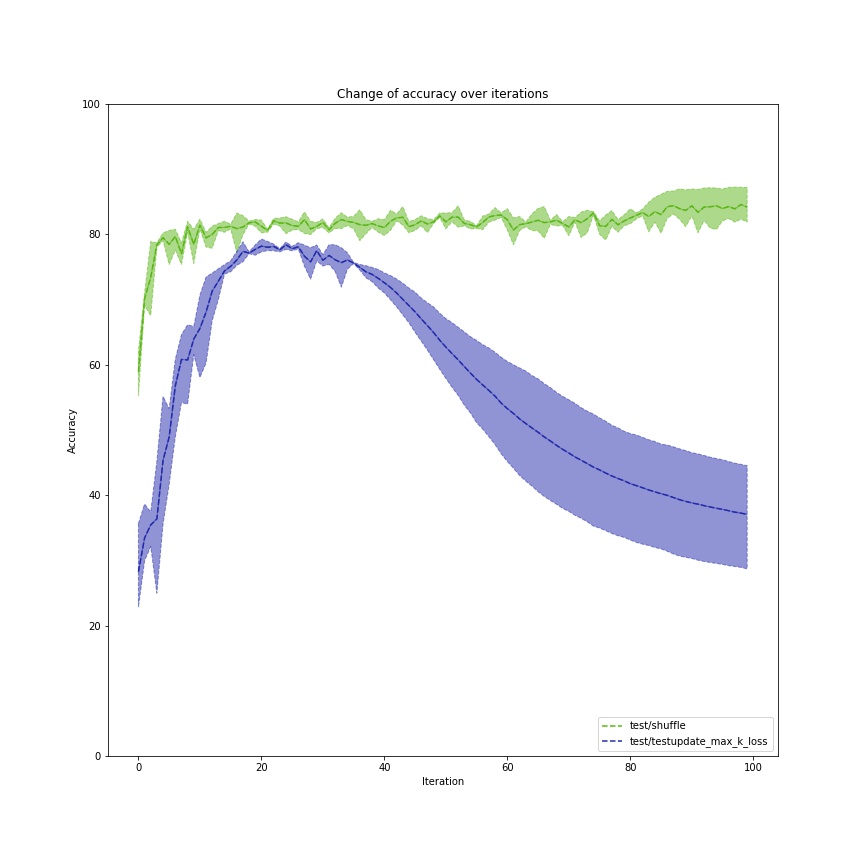 Change of accuracy over iterations
100
80
60
40
20
0
Accuracy
0 20 40 60 80 100
Iteration
test/shuffle
test/testupdate_max_k_loss